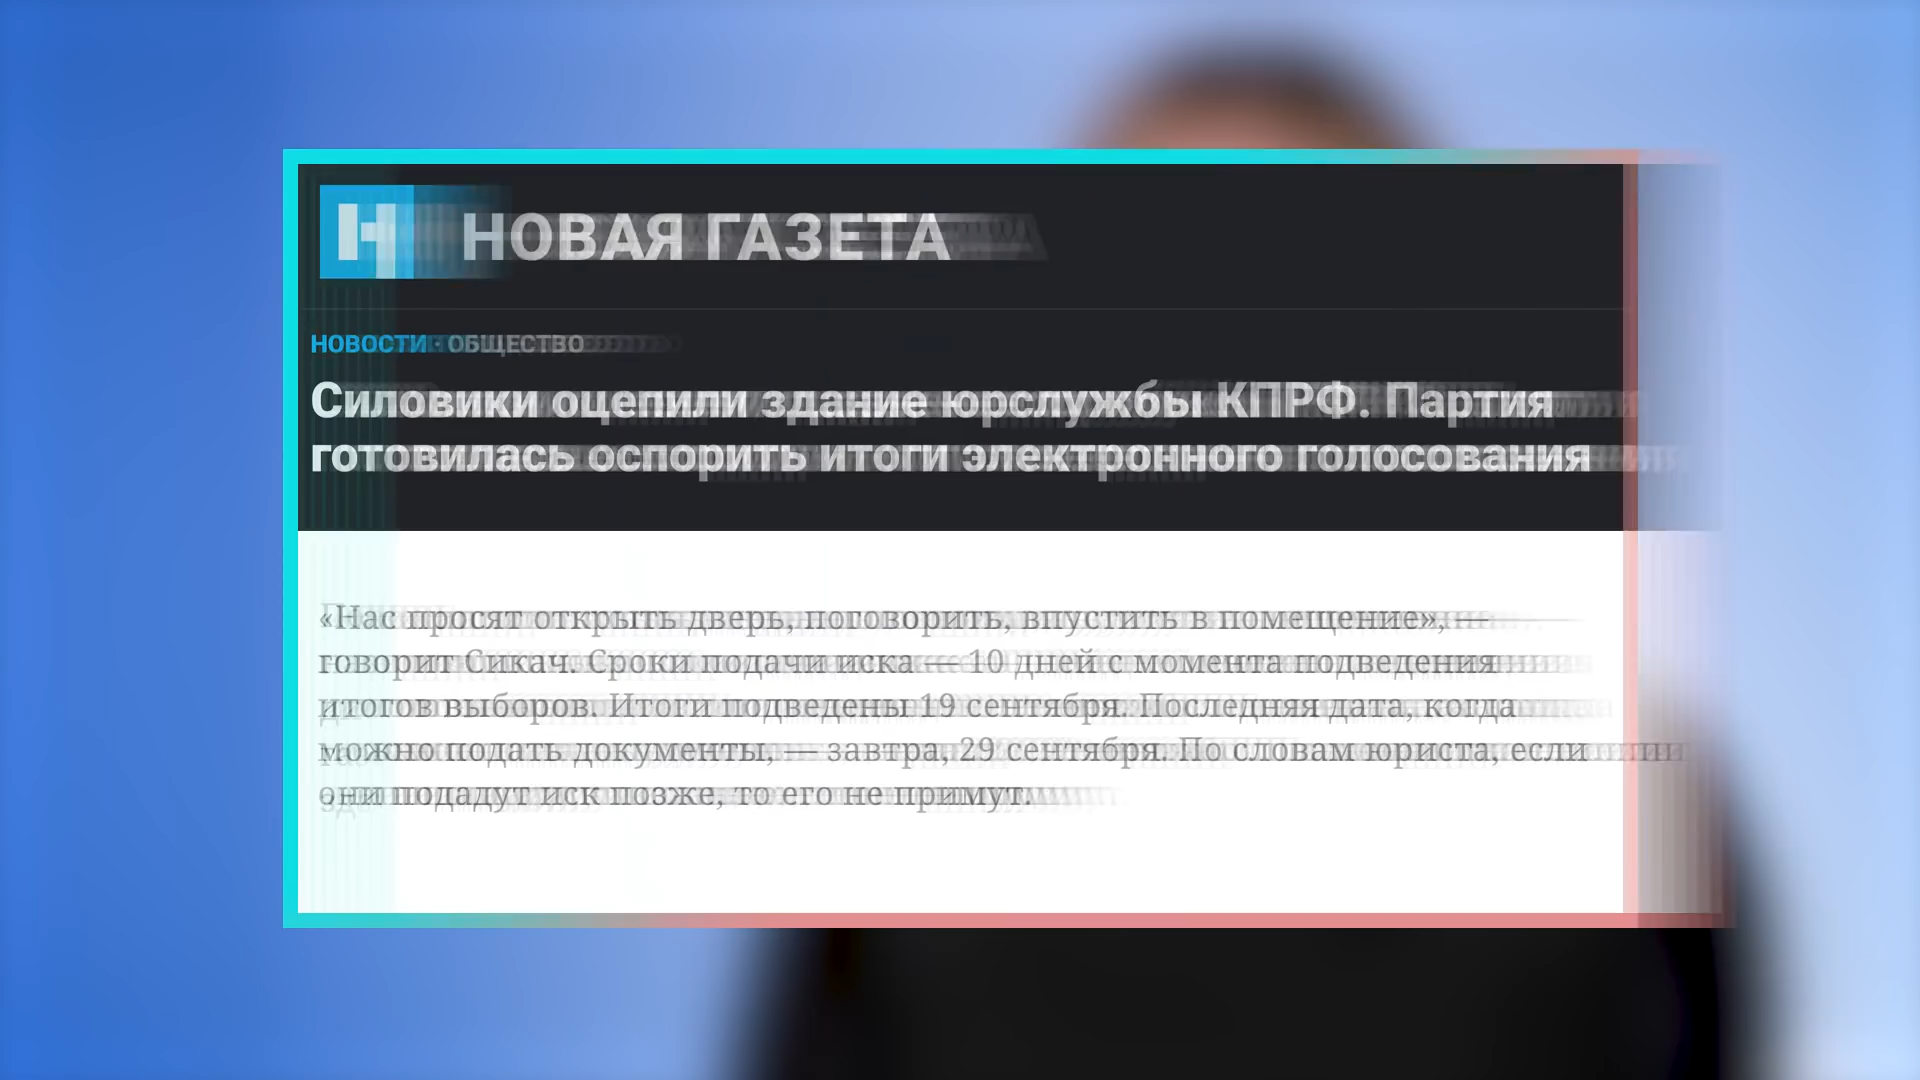 НОВАЯ ГАЗЕТА
НОВОСТИ · ОБЩЕСТВО
Силовики оцепили здание юрслужбы КПРФ. Партия
готовилась оспорить итоги электронного голосования
«Нас просят открыть дверь, поговорить, впустить в помещение», —
говорит Сикач. Сроки подачи иска — 10 дней с момента подведения
итогов выборов. Итоги подведены 19 сентября. Последняя дата, когда
можно подать документы, — завтра, 29 сентября. По словам юриста, если
они подадут иск позже, то его не примут.